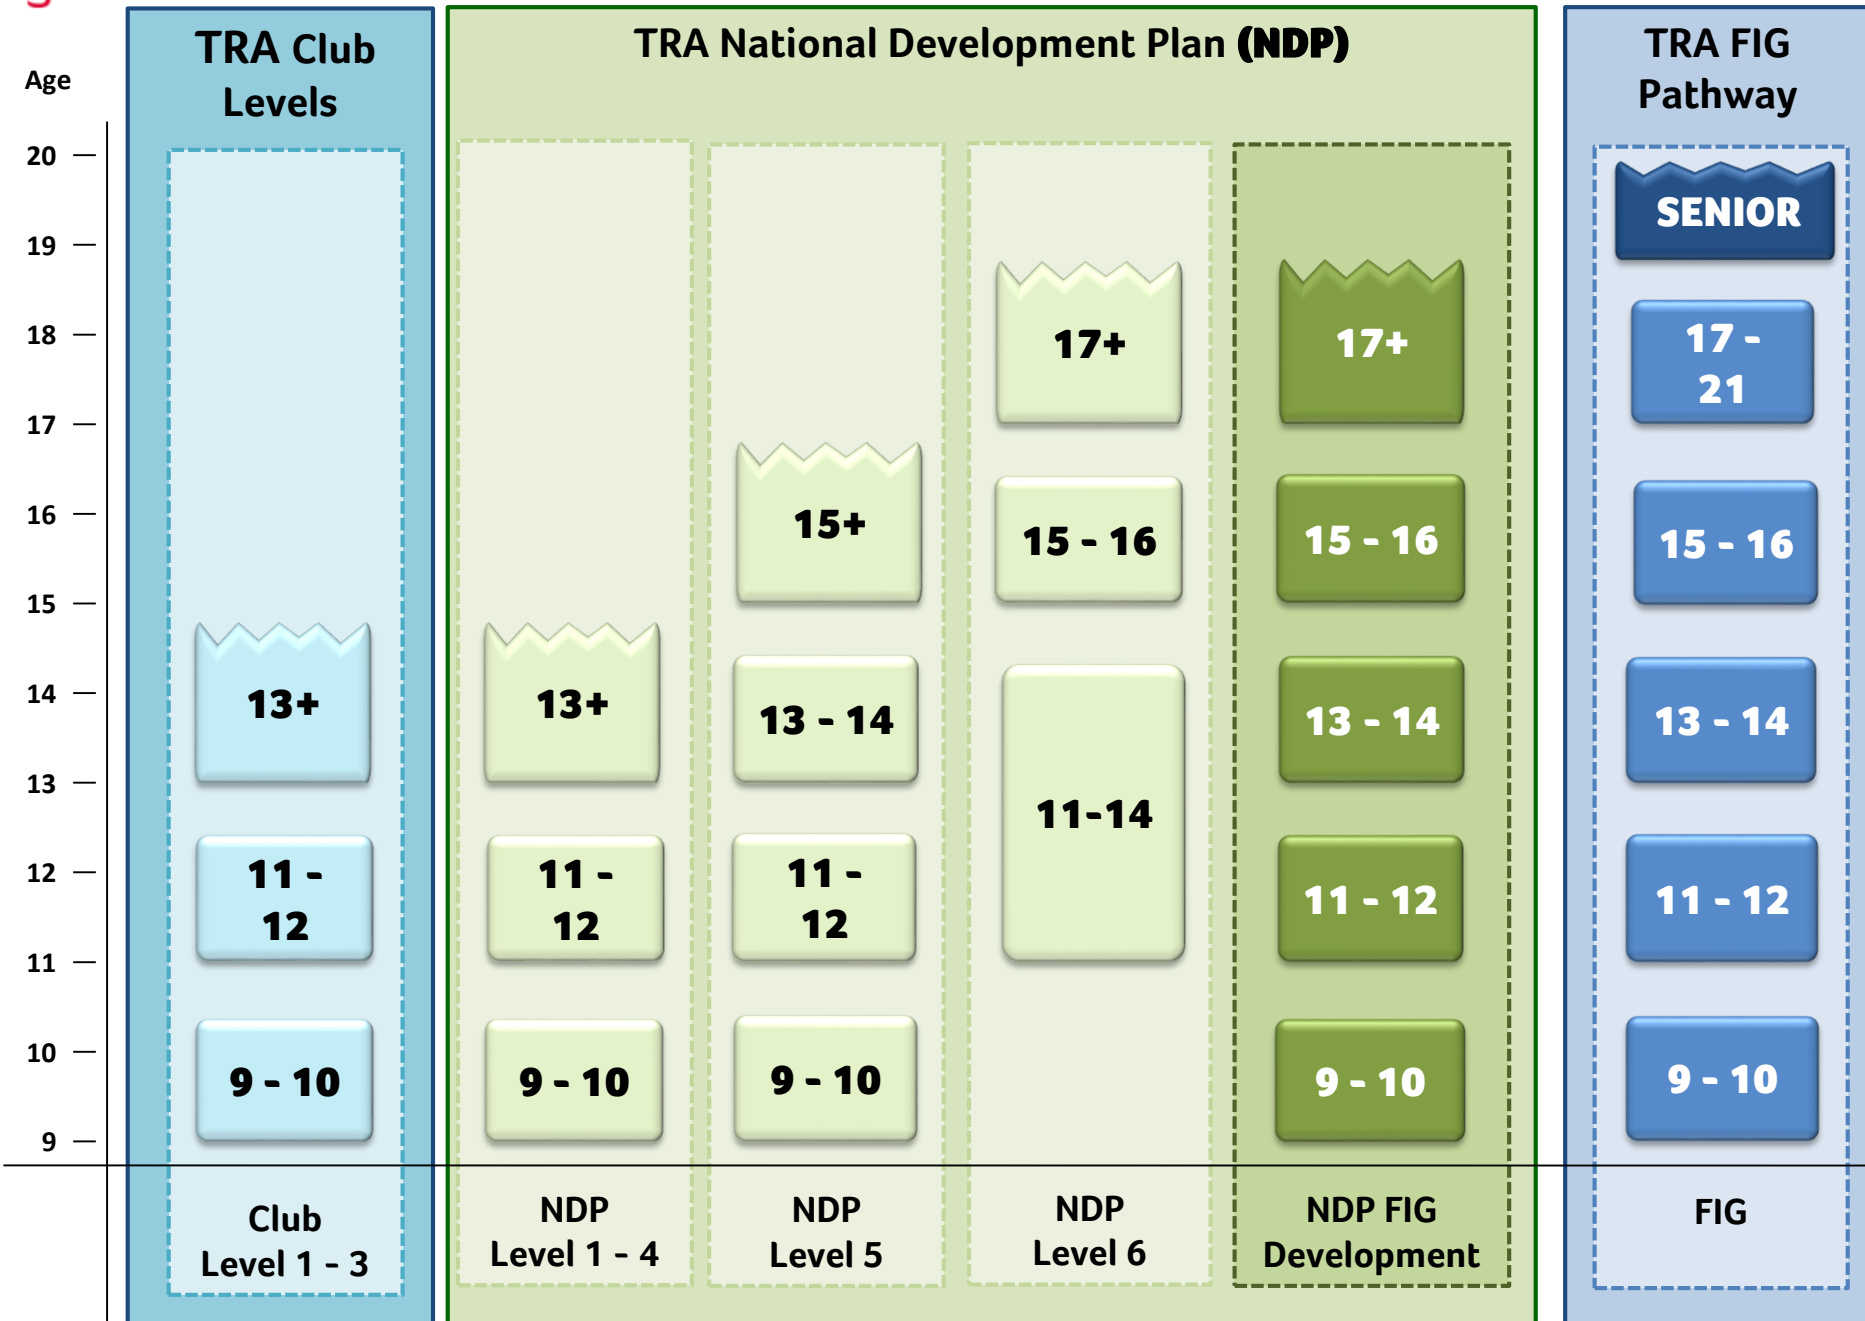 TRA Club
Levels
TRA National Development Plan (NDP)
TRA FIG
Pathway
Age
20
19
18
17
16
15
14
13
12
11
10
9
13+
11 -
12
9 - 10
13+
11 -
12
9 - 10
15+
13 - 14
11 -
12
9 - 10
17+
15 - 16
11-14
17+
15 - 16
13 - 14
11 - 12
9 - 10
SENIOR
17 -
21
15 - 16
13 - 14
11 - 12
9 - 10
Club
Level 1 - 3
NDP
Level 1 - 4
NDP
Level 5
NDP
Level 6
NDP FIG
Development
FIG